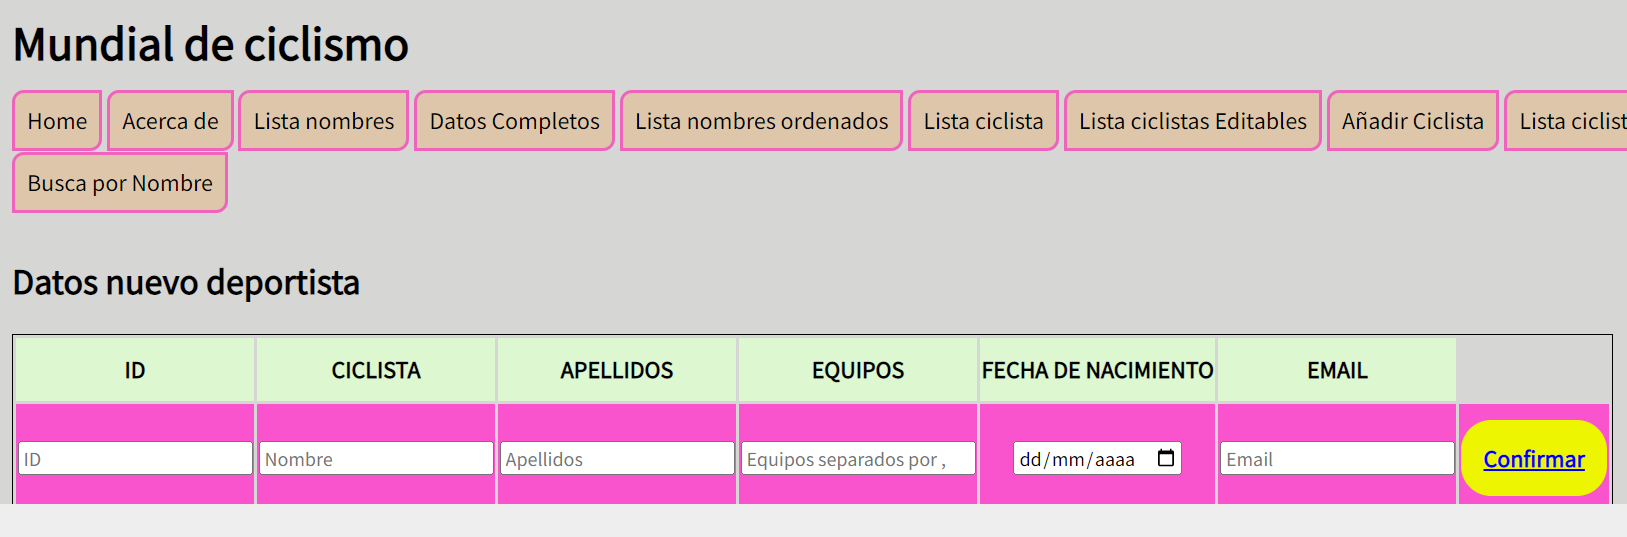 Mundial de ciclismo
Home Acerca de Lista nombres Datos Completos Lista nombres ordenados Lista ciclista Lista ciclistas Editables Añadir Ciclista Lista ciclist
Busca por Nombre
Datos nuevo deportista
ID CICLISTA APELLIDOS EQUIPOS FECHA DE NACIMIENTO EMAIL
ID Nombre Apellidos Equipos separados por , dd/mm/aaaa Email Confirmar